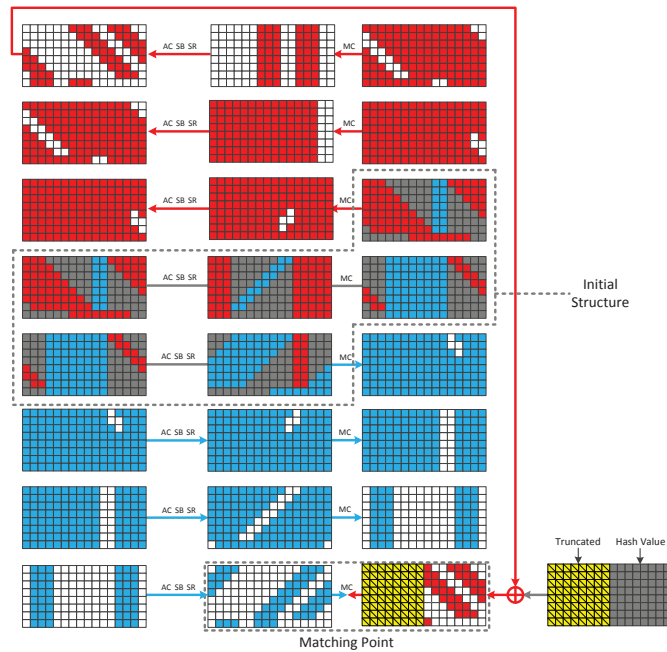 AC SB SR
MC
AC SB SR
MC
AC SB SR
MC
AC SB SR
MC
Initial
Structure
AC SB SR
MC
AC SB SR
MC
AC SB SR
MC
Truncated
Hash Value
AC SB SR
MC
Matching Point